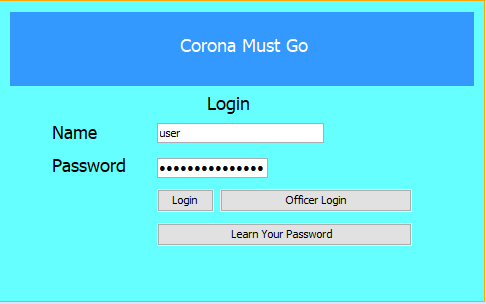 Corona Must Go
Login
Name user
Password •••••••••••••••
Login Officer Login
Learn Your Password